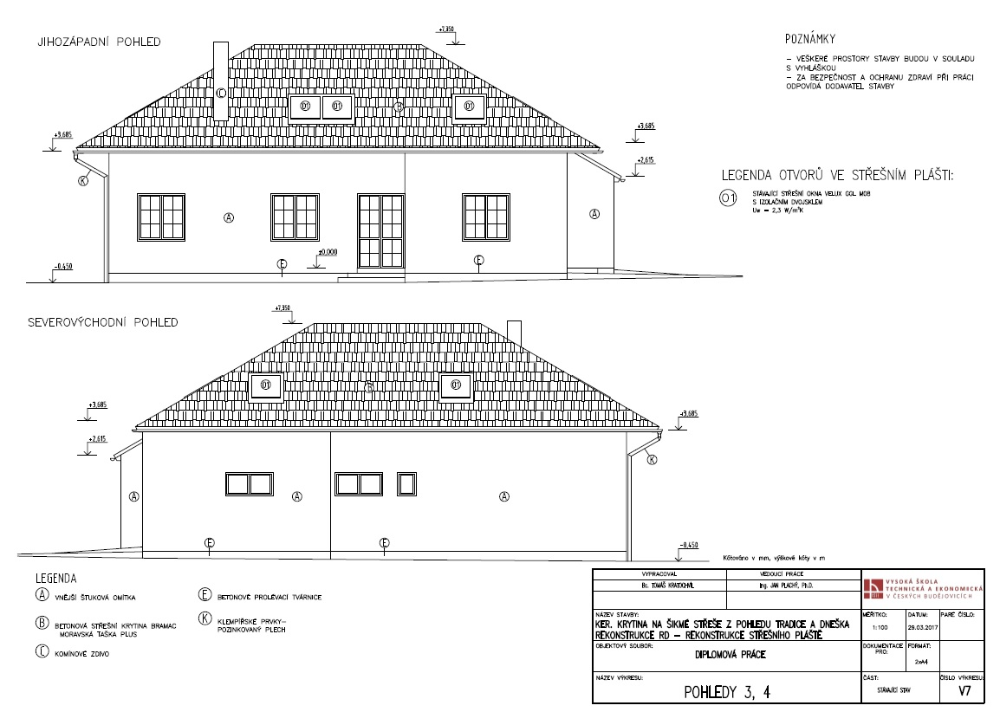 JIHOZÁPADNÍ POHLED
+7,350
C
01
01
B
01
+3,685
+3,685
+2,615
K
A
A
±0,000
-0,450
E
E
POZNÁMKY
- VEŠKERÉ PROSTORY STAVBY BUDOU V SOULADU
S VYHLÁŠKOU
- ZA BEZPEČNOST A OCHRANU ZDRAVÍ PŘI PRÁCI
ODPOVÍDÁ DODAVATEL STAVBY
LEGENDA OTVORŮ VE STŘEŠNÍM PLÁŠTI:
01
STÁVAJÍCÍ STŘEŠNÍ OKNA VELUX GGL M08
S IZOLAČNÍM DVOJSKLEM
Uw = 2,3 W/m²K
SEVEROVÝCHODNÍ POHLED
+7,350
01
B
01
+3,685
+3,685
+2,615
K
A
A
A
E
E
-0,450
LEGENDA
A VNĚJŠÍ ŠTUKOVÁ OMÍTKA
B BETONOVÁ STŘEŠNÍ KRYTINA BRAMAC
MORAVSKÁ TAŠKA PLUS
C KOMÍNOVÉ ZDIVO
E BETONOVÉ PROLÉVACÍ TVÁRNICE
K KLEMPÍŘSKÉ PRVKY-
POZINKOVANÝ PLECH
Kótováno v mm, výškové kóty v m
VYPRACOVAL
VEDOUCÍ PRÁCE
Bc. TOMÁŠ KRATOCHVÍL
Ing. JAN PLACHÝ, Ph.D.
VYSOKÁ ŠKOLA
TECHNICKÁ A EKONOMICKÁ
V ČESKÝCH BUDĚJOVICÍCH
NÁZEV STAVBY:
KER. KRYTINA NA ŠIKMÉ STŘEŠE Z POHLEDU TRADICE A DNEŠKA
REKONSTRUKCE RD - REKONSTRUKCE STŘEŠNÍHO PLÁŠTĚ
MĚŘÍTKO:
1:100
DATUM:
29.03.2017
PARÉ ČÍSLO:
OBJEKTOVÝ SOUBOR:
DIPLOMOVÁ PRÁCE
DOKUMENTACE
PRO:
FORMÁT:
2xA4
NÁZEV VÝKRESU:
POHLEDY 3, 4
ČÁST:
STÁVAJÍCÍ STAV
ČÍSLO VÝKRESU:
V7